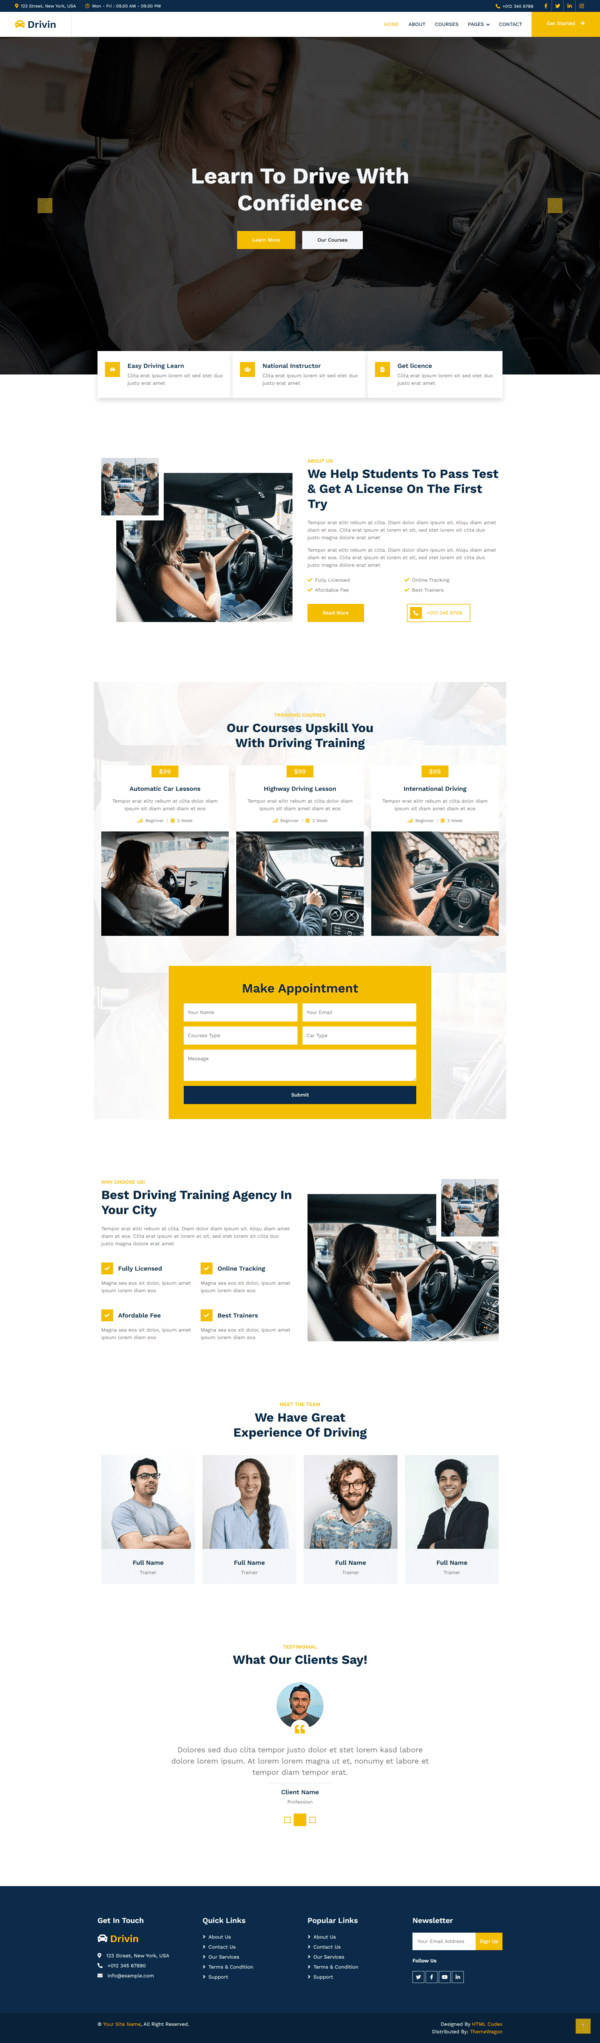 123 Street, New York, USA
Mon - Fri : 09.00 AM - 09.00 PM
+012 345 6789
Drivin
HOME
ABOUT
COURSES
PAGES
CONTACT
Get Started
Learn To Drive With
Confidence
Learn More
Our Courses
Easy Driving Learn
Clita erat ipsum lorem sit sed stet duo
justo erat amet
National Instructor
Clita erat ipsum lorem sit sed stet duo
justo erat amet
Get licence
Clita erat ipsum lorem sit sed stet duo
justo erat amet
ABOUT US
We Help Students To Pass Test
& Get A License On The First
Try
Tempor erat elitr rebum at clita. Diam dolor diam ipsum sit. Aliqu diam amet
diam et eos. Clita erat ipsum et lorem et sit, sed stet lorem sit clita duo
justo magna dolore erat amet
Tempor erat elitr rebum at clita. Diam dolor diam ipsum sit. Aliqu diam amet
diam et eos. Clita erat ipsum et lorem et sit, sed stet lorem sit clita duo
justo magna dolore erat amet
Fully Licensed
Online Tracking
Afordable Fee
Best Trainers
Read More
+012 345 6789
TRENDING COURSES
Our Courses Upskill You
With Driving Training
$99
Automatic Car Lessons
Tempor erat elitr rebum at clita dolor diam
ipsum sit diam amet diam et eos
Beginner / 3 Week
$99
Highway Driving Lesson
Tempor erat elitr rebum at clita dolor diam
ipsum sit diam amet diam et eos
Beginner / 3 Week
$99
International Driving
Tempor erat elitr rebum at clita dolor diam
ipsum sit diam amet diam et eos
Beginner / 3 Week
Make Appointment
Your Name
Your Email
Courses Type
Car Type
Message
Submit
WHY CHOOSE US!
Best Driving Training Agency In
Your City
Tempor erat elitr rebum at clita. Diam dolor diam ipsum sit. Aliqu diam amet
diam et eos. Clita erat ipsum et lorem et sit, sed stet lorem sit clita duo
justo magna dolore erat amet
Fully Licensed
Magna sea eos sit dolor, ipsum amet
ipsum lorem diam eos
Online Tracking
Magna sea eos sit dolor, ipsum amet
ipsum lorem diam eos
Afordable Fee
Magna sea eos sit dolor, ipsum amet
ipsum lorem diam eos
Best Trainers
Magna sea eos sit dolor, ipsum amet
ipsum lorem diam eos
MEET THE TEAM
We Have Great
Experience Of Driving
Full Name
Trainer
Full Name
Trainer
Full Name
Trainer
Full Name
Trainer
TESTIMONIAL
What Our Clients Say!
Dolores sed duo clita tempor justo dolor et stet lorem kasd labore
dolore lorem ipsum. At lorem lorem magna ut et, nonumy et labore et
tempor diam tempor erat.
Client Name
Profession
Get In Touch
Drivin
123 Street, New York, USA
+012 345 67890
info@example.com
Quick Links
About Us
Contact Us
Our Services
Terms & Condition
Support
Popular Links
About Us
Contact Us
Our Services
Terms & Condition
Support
Newsletter
Your Email Address
Sign Up
Follow Us
© Your Site Name, All Right Reserved.
Designed By HTML Codex
Distributed By: ThemeWagon